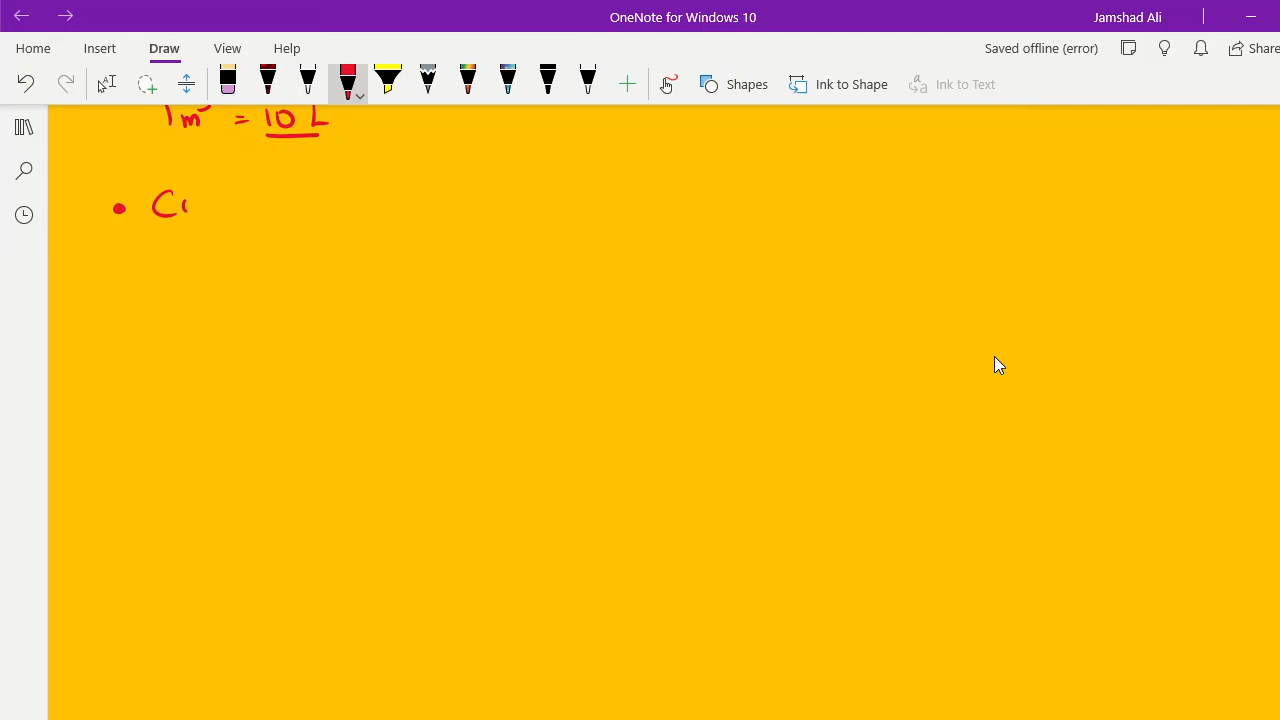 OneNote for Windows 10
Jamshad Ali
Home Insert Draw View Help
Saved offline (error)
Share
Shapes
Ink to Shape
Ink to Text
= 10 L